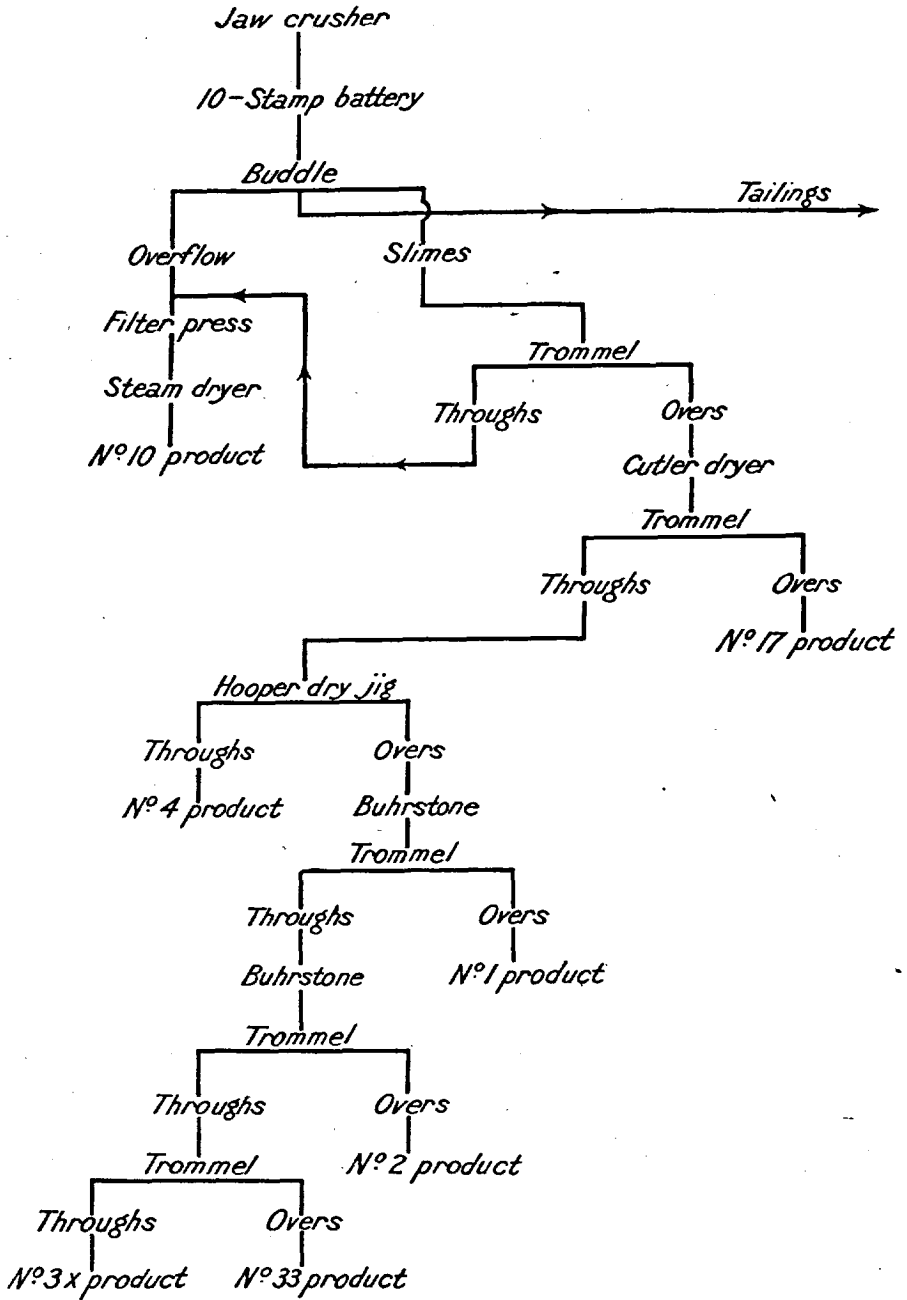 Jaw crusher
10-Stamp battery
Buddle
Tailings
Overflow
Slimes
Filter press
Trommel
Steam dryer
Throughs
Overs
Nº 10 product
Cutler dryer
Trommel
Throughs
Overs
Nº 17 product
Hooper dry jig
Throughs
Overs
Nº 4 product
Buhrstone
Trommel
Throughs
Overs
Buhrstone
Nº 1 product
Trommel
Throughs
Overs
Trommel
Nº 2 product
Throughs
Overs
Nº 3x product
Nº 33 product